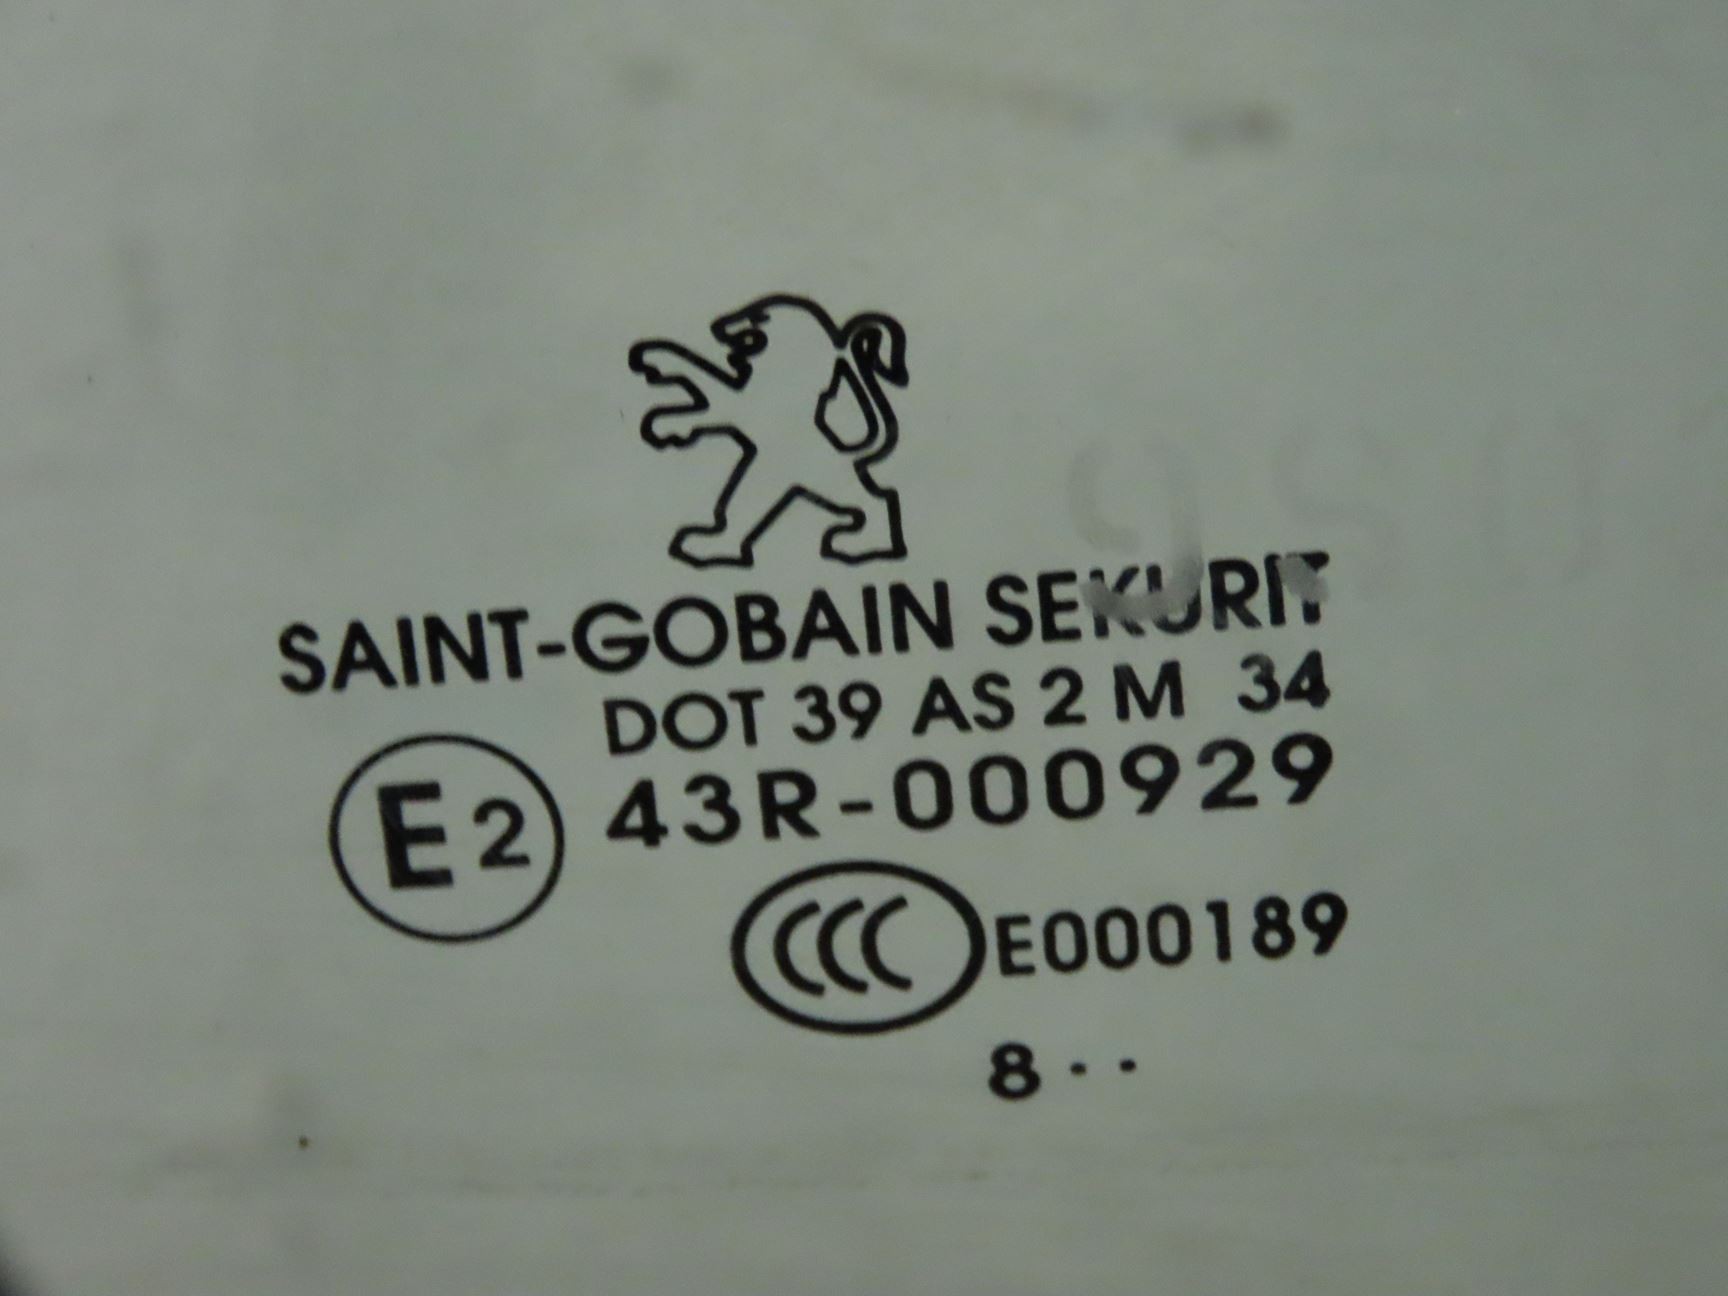 SAINT-GOBAIN SEKURIT
DOT 39 AS 2 M 34
E2 43R-000929
CCC E000189
8 · ·